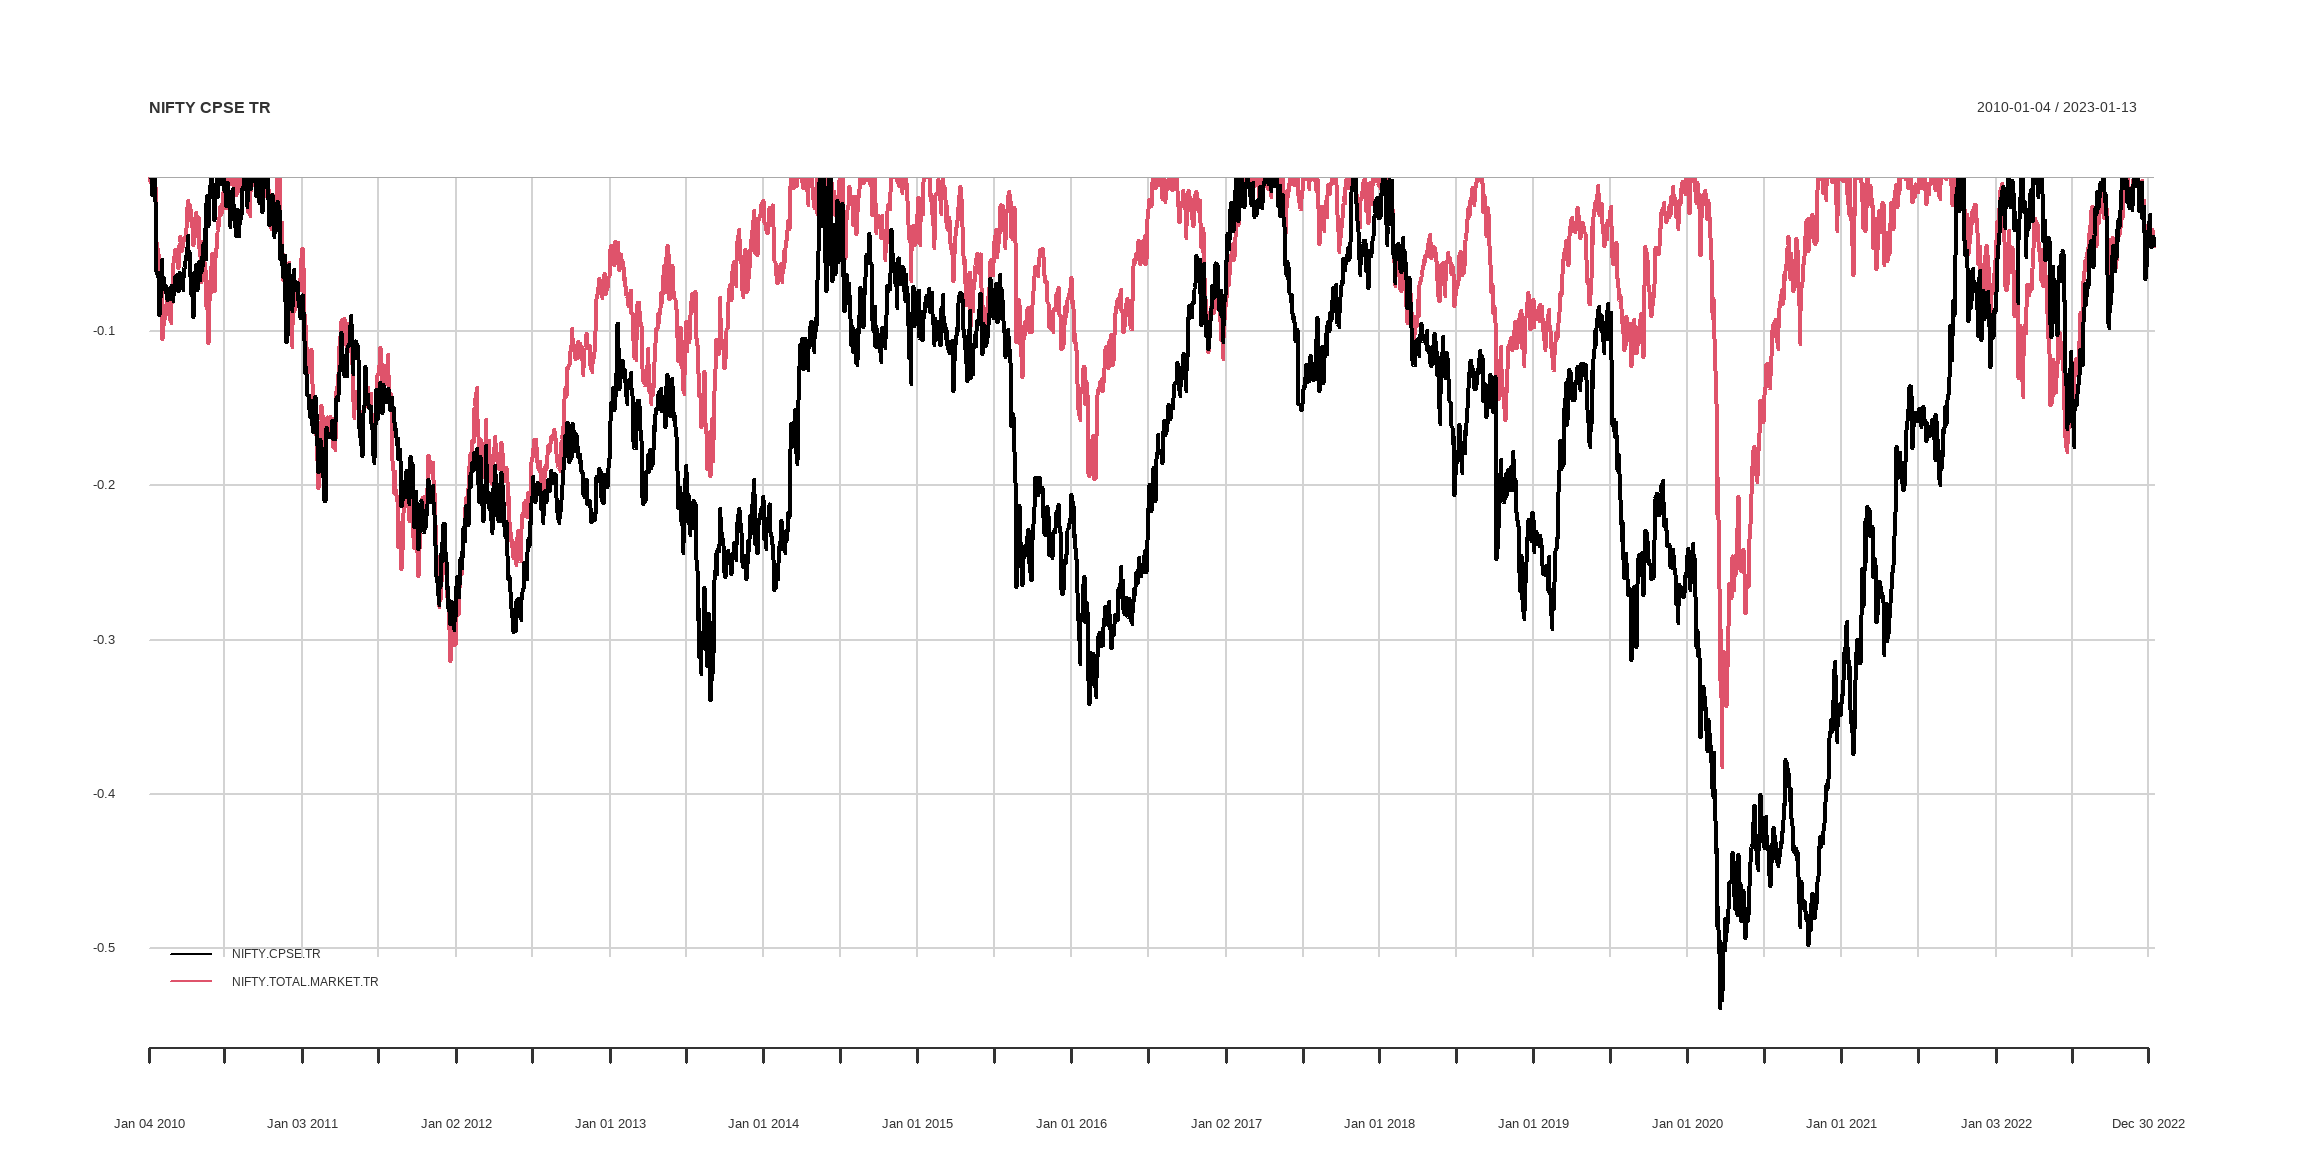 NIFTY CPSE TR
2010-01-04 / 2023-01-13
-0.1
-0.2
-0.3
-0.4
-0.5
NIFTY.CPSE.TR
NIFTY.TOTAL.MARKET.TR
Jan 04 2010 Jan 03 2011 Jan 02 2012 Jan 01 2013 Jan 01 2014 Jan 01 2015 Jan 01 2016 Jan 02 2017 Jan 01 2018 Jan 01 2019 Jan 01 2020 Jan 01 2021 Jan 03 2022 Dec 30 2022